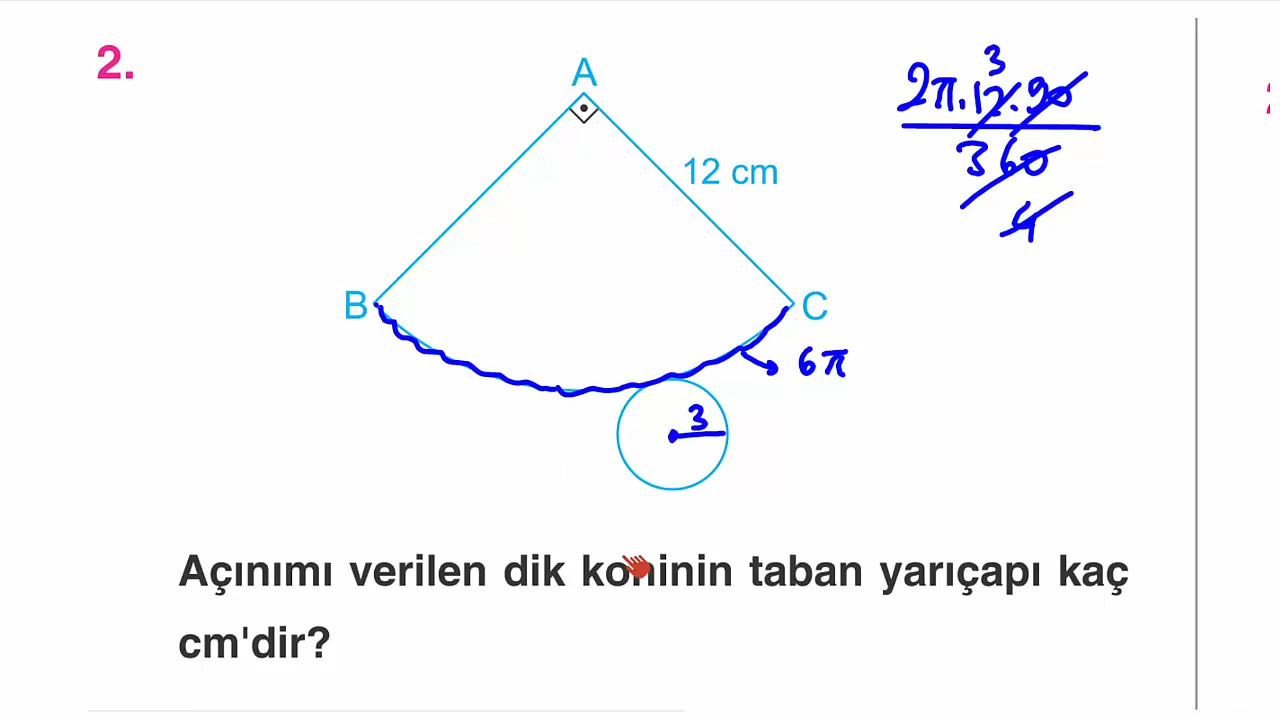 2.
A
12 cm
B
C
3
2π.12.90
360
4
6π
3
Açınımı verilen dik koninin taban yarıçapı kaç
cm'dir?